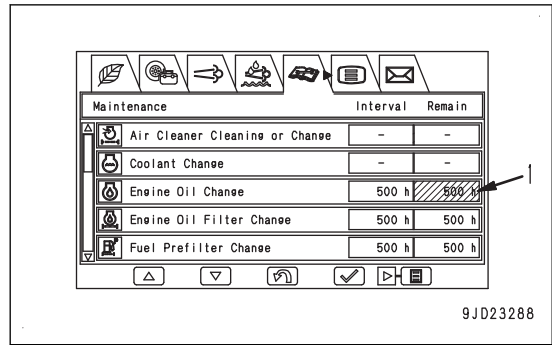 Maintenance Interval Remain
Air Cleaner Cleaning or Change - -
Coolant Change - -
Engine Oil Change 500 h 500 h
1
Engine Oil Filter Change 500 h 500 h
Fuel Prefilter Change 500 h 500 h
9JD23288